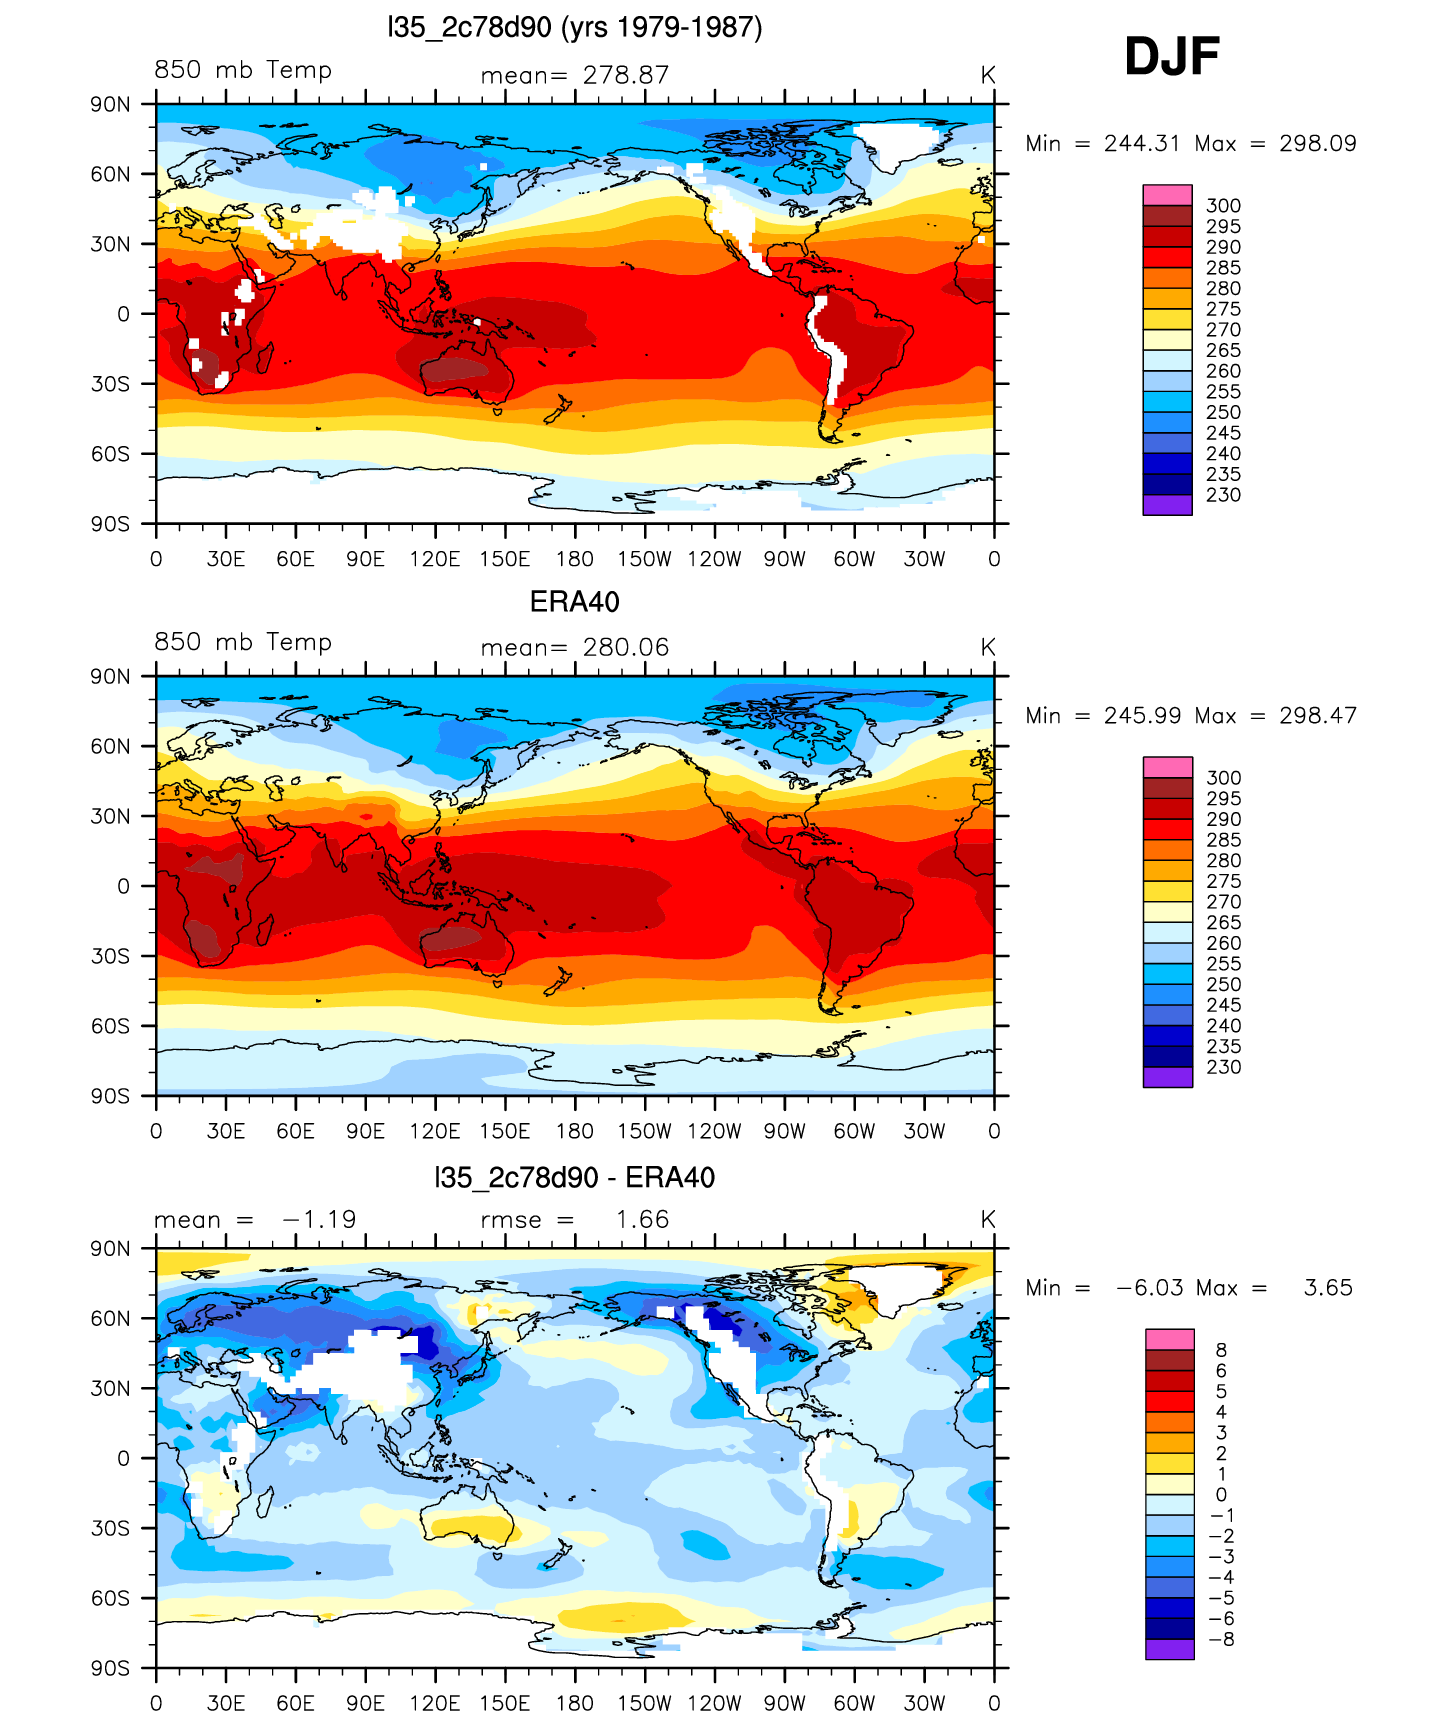 l35_2c78d90 (yrs 1979-1987)
DJF
850 mb Temp mean= 278.87 K
Min = 244.31 Max = 298.09
90N
60N
30N
0
30S
60S
90S
0 30E 60E 90E 120E 150E 180 150W 120W 90W 60W 30W 0
300
295
290
285
280
275
270
265
260
255
250
245
240
235
230
ERA40
850 mb Temp mean= 280.06 K
Min = 245.99 Max = 298.47
90N
60N
30N
0
30S
60S
90S
0 30E 60E 90E 120E 150E 180 150W 120W 90W 60W 30W 0
300
295
290
285
280
275
270
265
260
255
250
245
240
235
230
l35_2c78d90 - ERA40
mean = −1.19 rmse = 1.66 K
Min = −6.03 Max = 3.65
90N
60N
30N
0
30S
60S
90S
0 30E 60E 90E 120E 150E 180 150W 120W 90W 60W 30W 0
8
6
5
4
3
2
1
0
−1
−2
−3
−4
−5
−6
−8